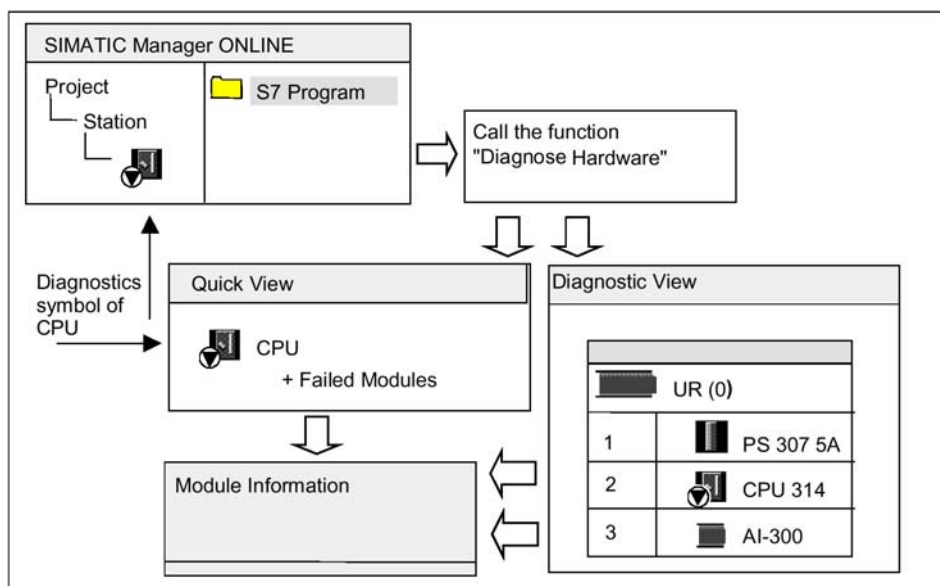 SIMATIC Manager ONLINE
Project
Station
S7 Program
Call the function
"Diagnose Hardware"
Diagnostics
symbol of
CPU
Quick View
CPU
+ Failed Modules
Diagnostic View
UR (0)
1 PS 307 5A
2 CPU 314
3 AI-300
Module Information